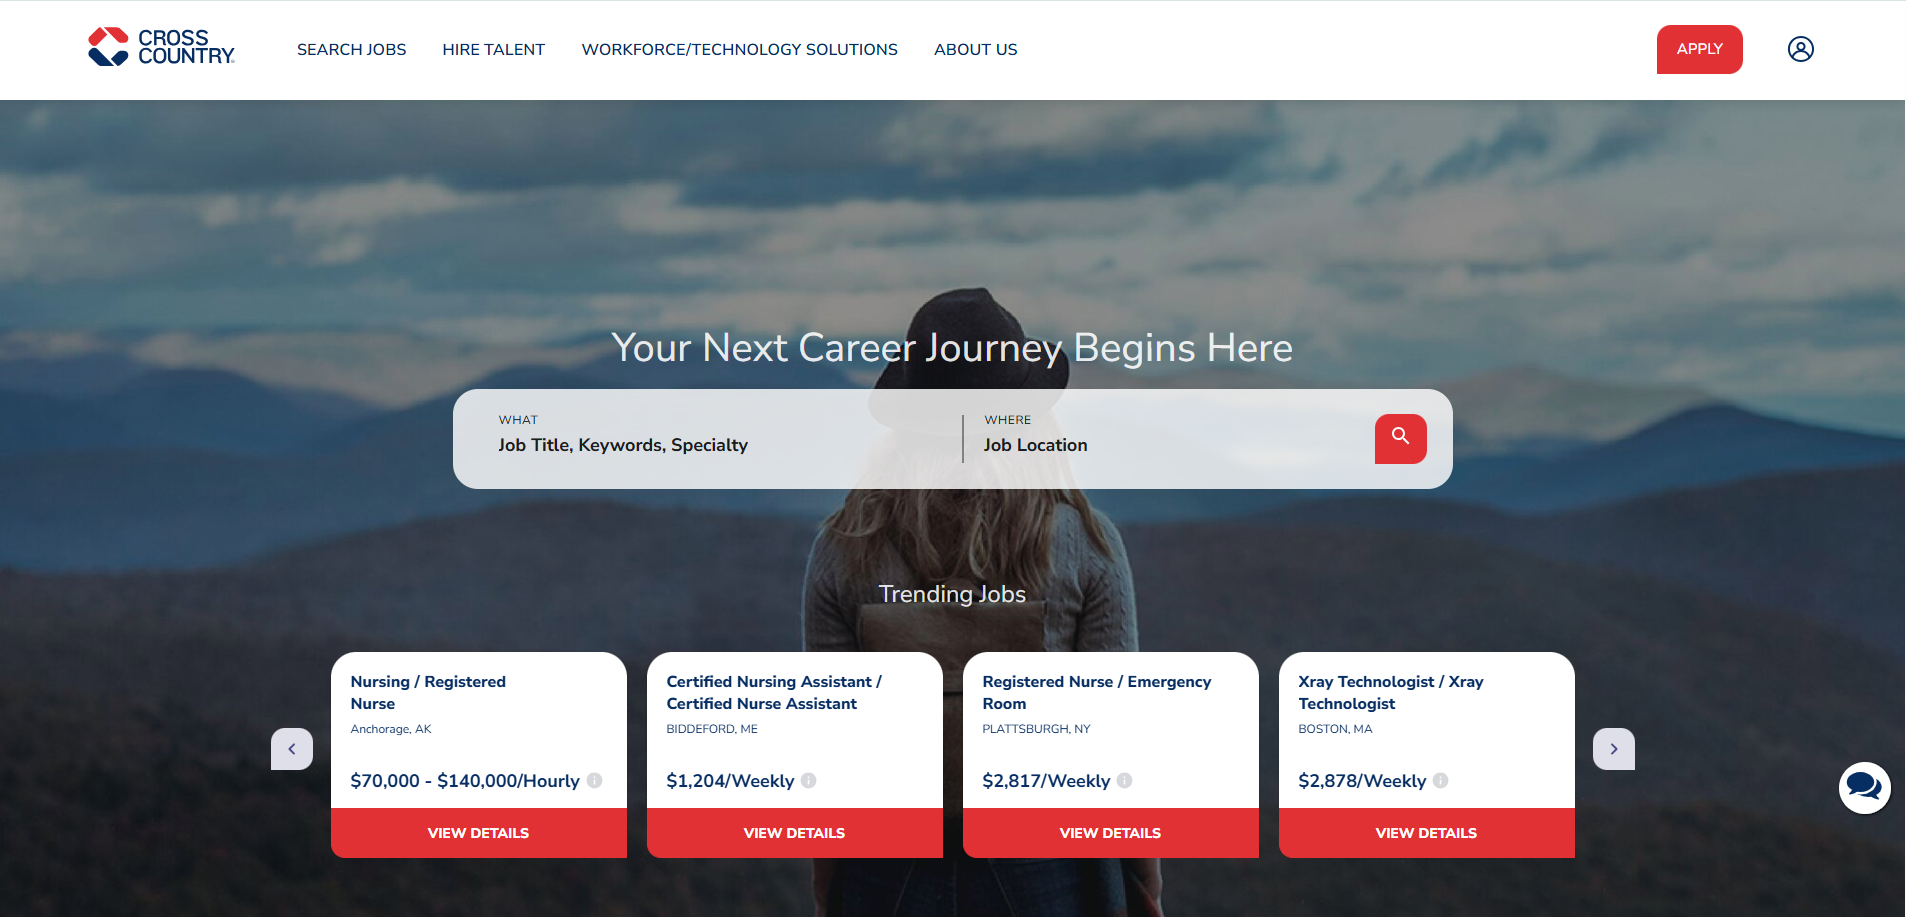 CROSS
COUNTRY
SEARCH JOBS
HIRE TALENT
WORKFORCE/TECHNOLOGY SOLUTIONS
ABOUT US
APPLY
Your Next Career Journey Begins Here
WHAT
Job Title, Keywords, Specialty
WHERE
Job Location
Trending Jobs
Nursing / Registered
Nurse
Anchorage, AK
$70,000 - $140,000/Hourly
VIEW DETAILS
Certified Nursing Assistant /
Certified Nurse Assistant
BIDDEFORD, ME
$1,204/Weekly
VIEW DETAILS
Registered Nurse / Emergency
Room
PLATTSBURGH, NY
$2,817/Weekly
VIEW DETAILS
Xray Technologist / Xray
Technologist
BOSTON, MA
$2,878/Weekly
VIEW DETAILS